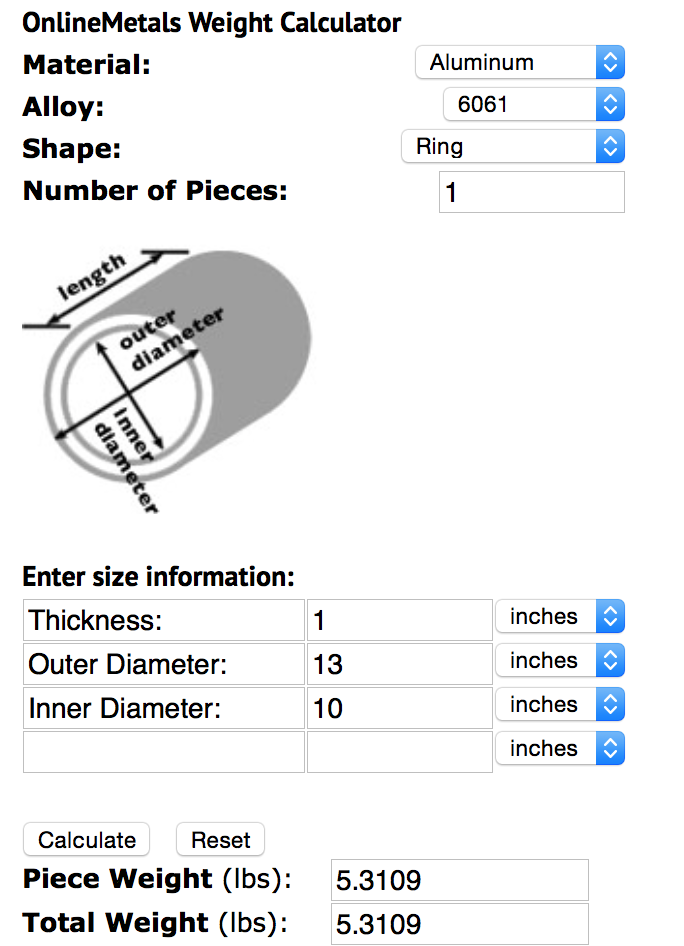 OnlineMetals Weight Calculator
Material: Aluminum
Alloy: 6061
Shape: Ring
Number of Pieces: 1
length
outer
diameter
inner
diameter
Enter size information:
Thickness: 1 inches
Outer Diameter: 13 inches
Inner Diameter: 10 inches
inches
Calculate Reset
Piece Weight (lbs): 5.3109
Total Weight (lbs): 5.3109